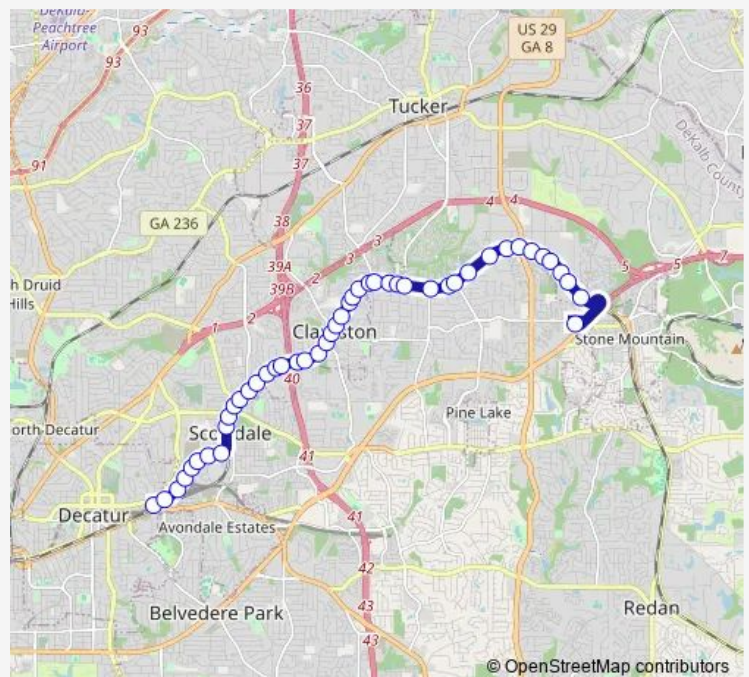 DeKalb-
Peachtree
Airport
93
93
US 29
GA 8
36
Tucker
37
37
91
DeKalb County
GA 236
38
4
4
3
3
39A
2
5
5
7
39B
h Druid
Hills
2
1
Clarkston
Stone Mountain
40
Pine Lake
orth Decatur
Scottdale
41
Decatur
Avondale Estates
41
42
Belvedere Park
43
Redan
43
© OpenStreetMap contributors